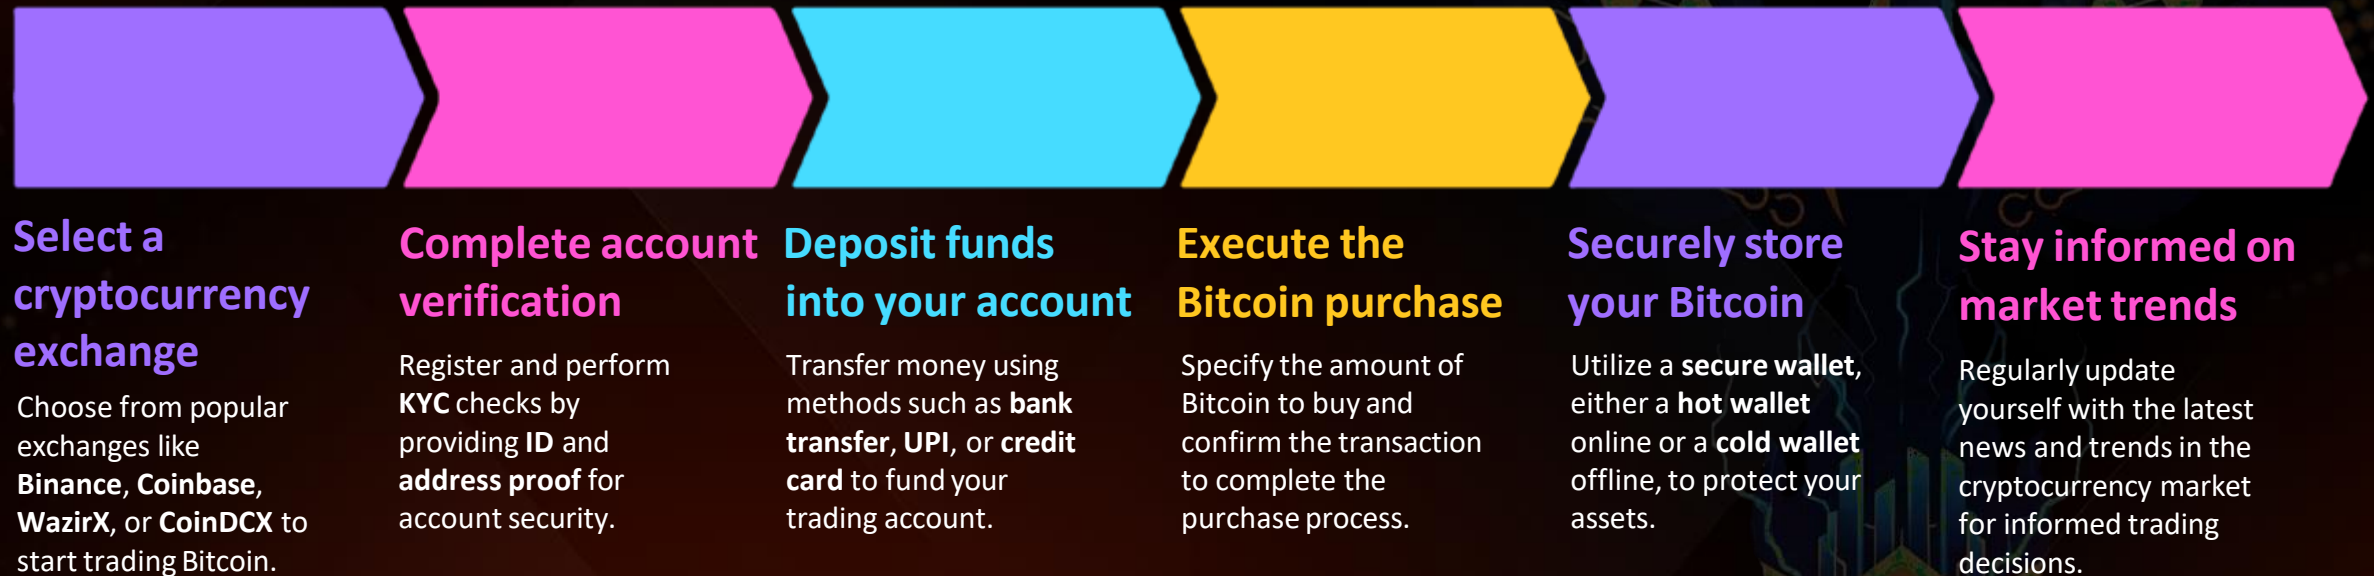 Select a
cryptocurrency
exchange
Choose from popular
exchanges like
Binance, Coinbase,
WazirX, or CoinDCX to
start trading Bitcoin.
Complete account
verification
Register and perform
KYC checks by
providing ID and
address proof for
account security.
Deposit funds
into your account
Transfer money using
methods such as bank
transfer, UPI, or credit
card to fund your
trading account.
Execute the
Bitcoin purchase
Specify the amount of
Bitcoin to buy and
confirm the transaction
to complete the
purchase process.
Securely store
your Bitcoin
Utilize a secure wallet,
either a hot wallet
online or a cold wallet
offline, to protect your
assets.
Stay informed on
market trends
Regularly update
yourself with the latest
news and trends in the
cryptocurrency market
for informed trading
decisions.